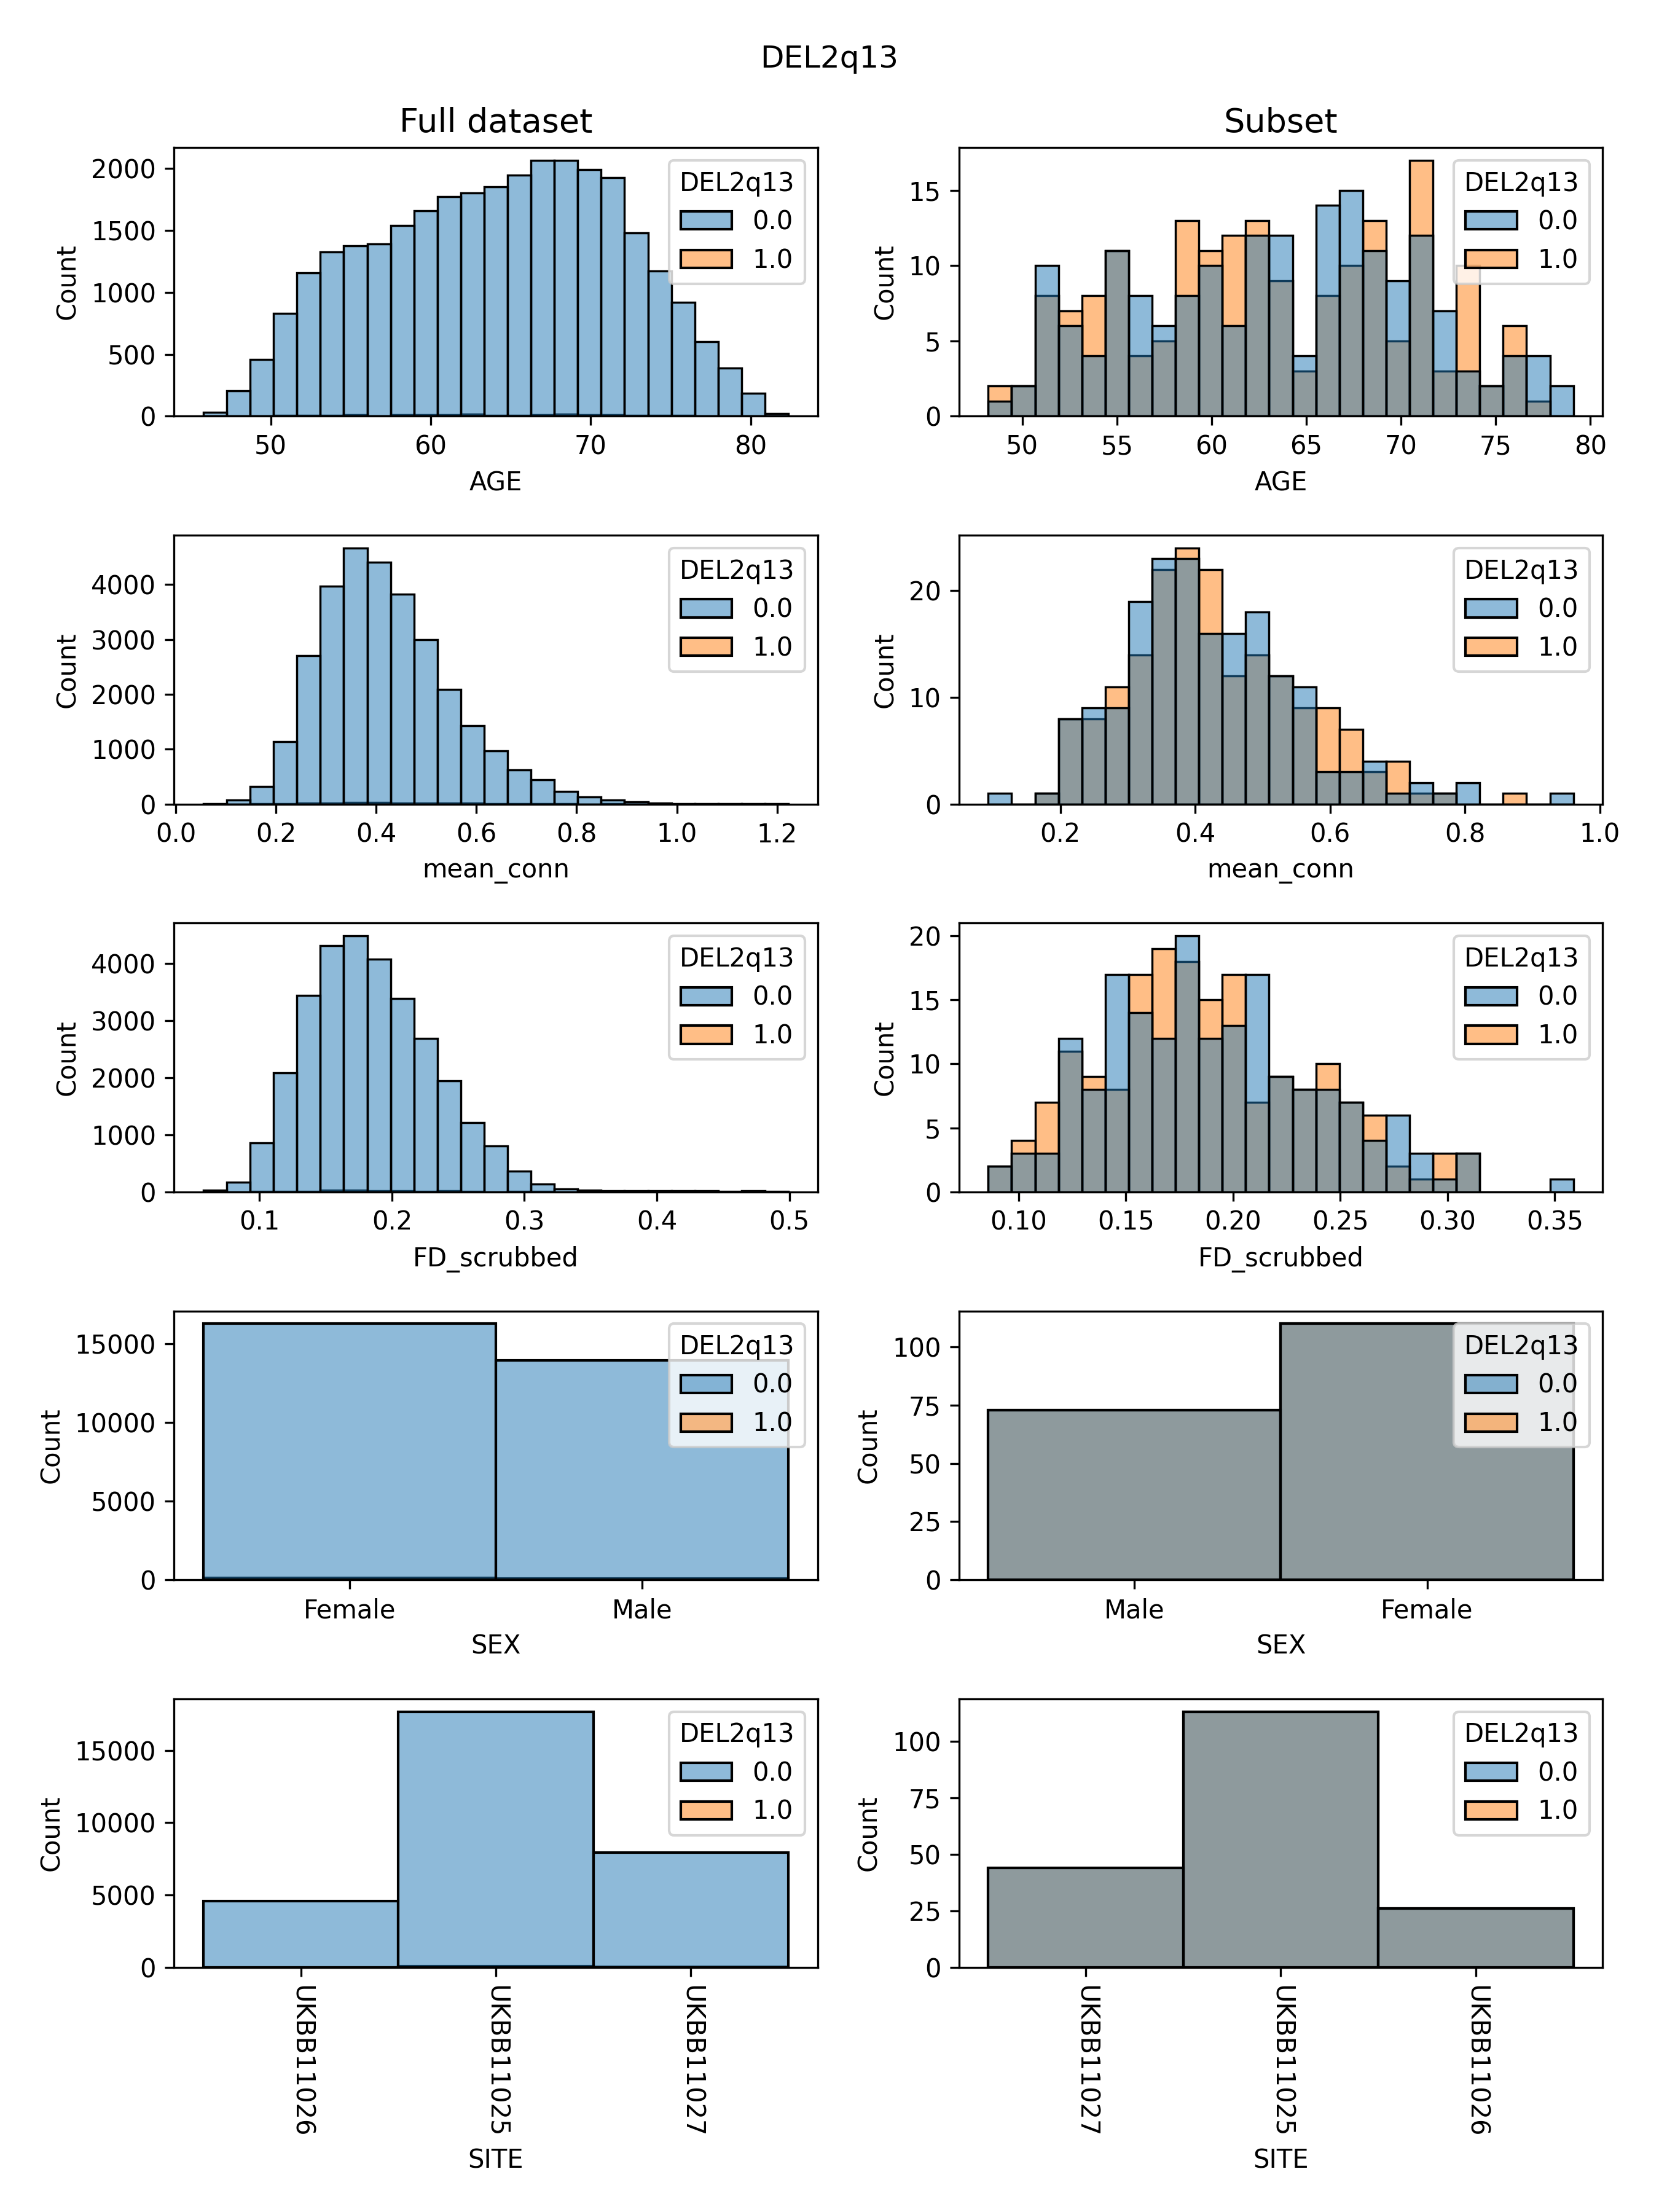 DEL2q13
Full dataset
2000
1500
1000
500
0
Count
50 60 70 80
AGE
DEL2q13
0.0
1.0
Subset
15
10
5
0
Count
50 55 60 65 70 75 80
AGE
DEL2q13
0.0
1.0
4000
3000
2000
1000
0
Count
0.0 0.2 0.4 0.6 0.8 1.0 1.2
mean_conn
DEL2q13
0.0
1.0
20
10
0
Count
0.2 0.4 0.6 0.8 1.0
mean_conn
DEL2q13
0.0
1.0
4000
3000
2000
1000
0
Count
0.1 0.2 0.3 0.4 0.5
FD_scrubbed
DEL2q13
0.0
1.0
20
15
10
5
0
Count
0.10 0.15 0.20 0.25 0.30 0.35
FD_scrubbed
DEL2q13
0.0
1.0
15000
10000
5000
0
Count
Female Male
SEX
DEL2q13
0.0
1.0
100
75
50
25
0
Count
Male Female
SEX
DEL2q13
0.0
1.0
15000
10000
5000
0
Count
UKBB11026
UKBB11025
UKBB11027
SITE
DEL2q13
0.0
1.0
100
75
50
25
0
Count
UKBB11027
UKBB11025
UKBB11026
SITE
DEL2q13
0.0
1.0